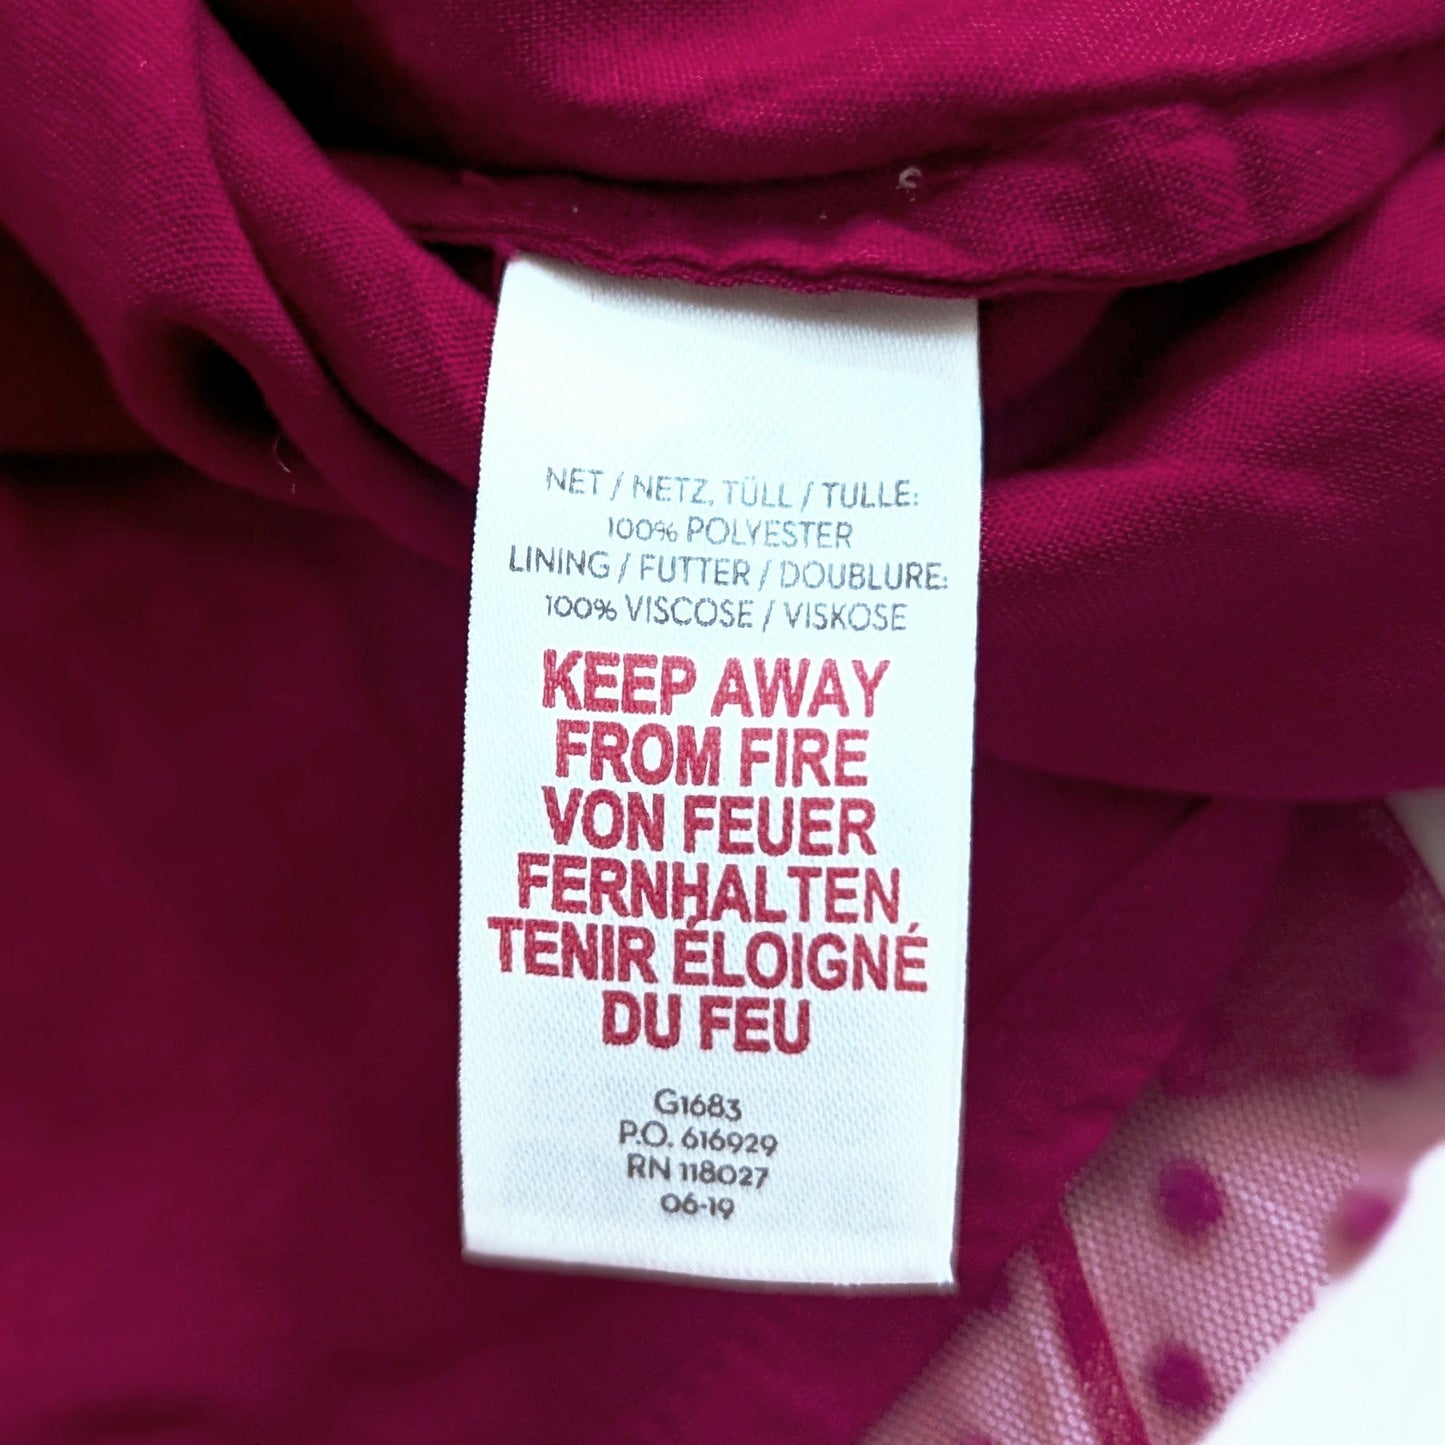 NET / NETZ, TÜLL / TULLE:
100% POLYESTER
LINING / FUTTER / DOUBLURE:
100% VISCOSE / VISKOSE
KEEP AWAY
FROM FIRE
VON FEUER
FERNHALTEN
TENIR ÉLOIGNÉ
DU FEU
G1683
P.O. 616929
RN 118027
06-19